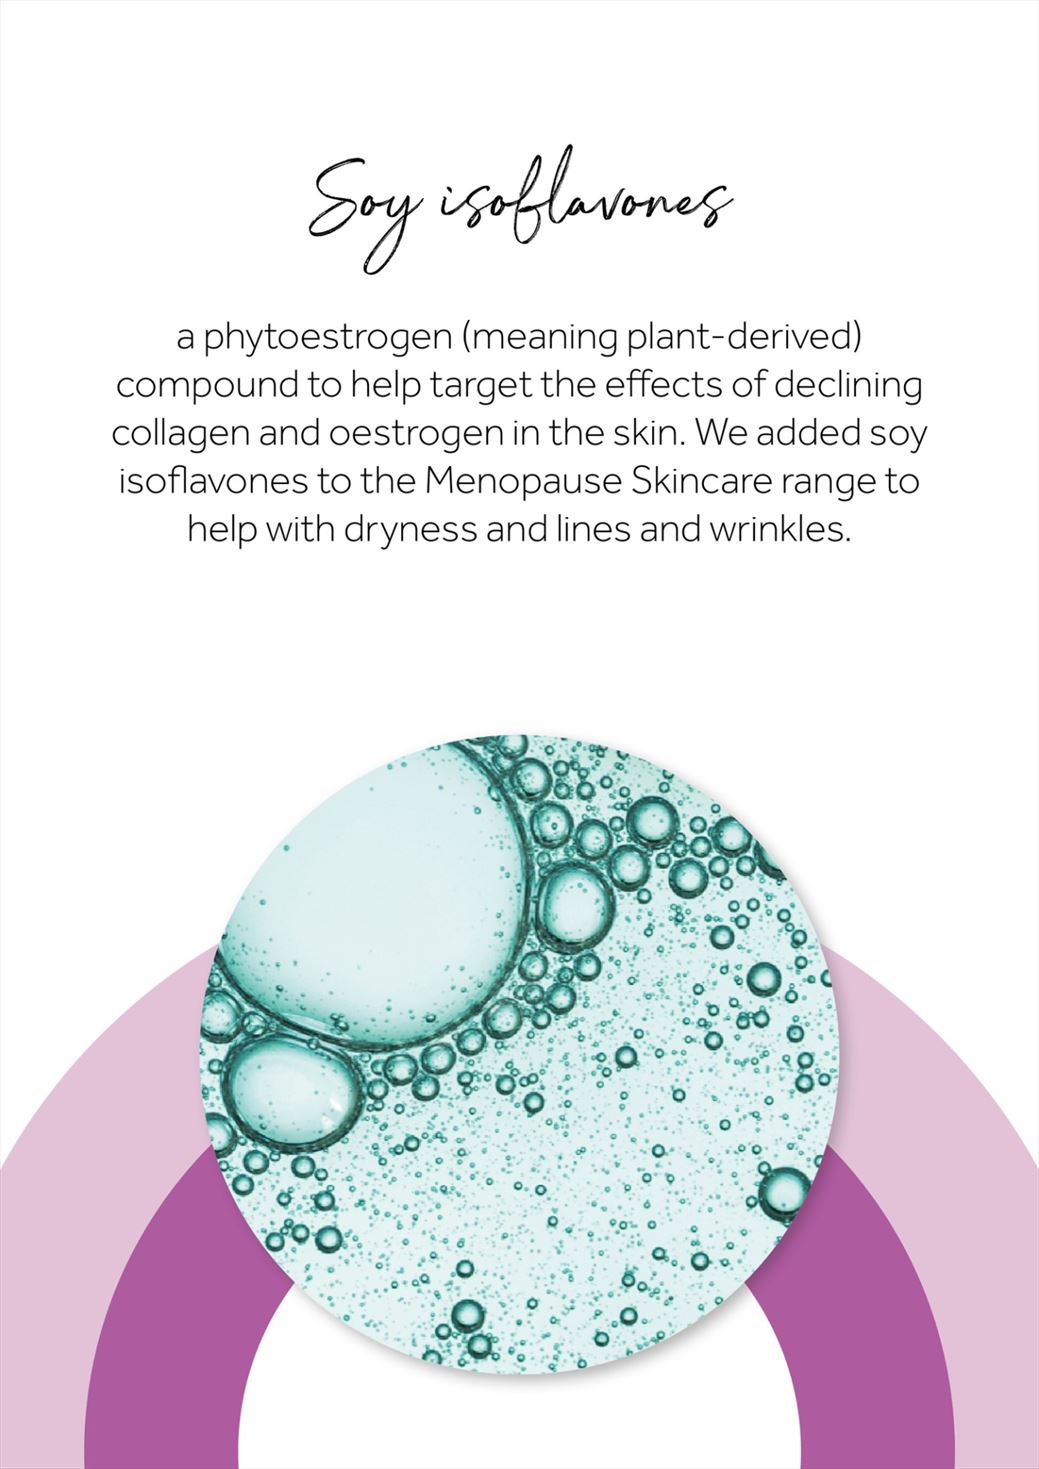 Soy isoflavones
a phytoestrogen (meaning plant-derived)
compound to help target the effects of declining
collagen and oestrogen in the skin. We added soy
isoflavones to the Menopause Skincare range to
help with dryness and lines and wrinkles.